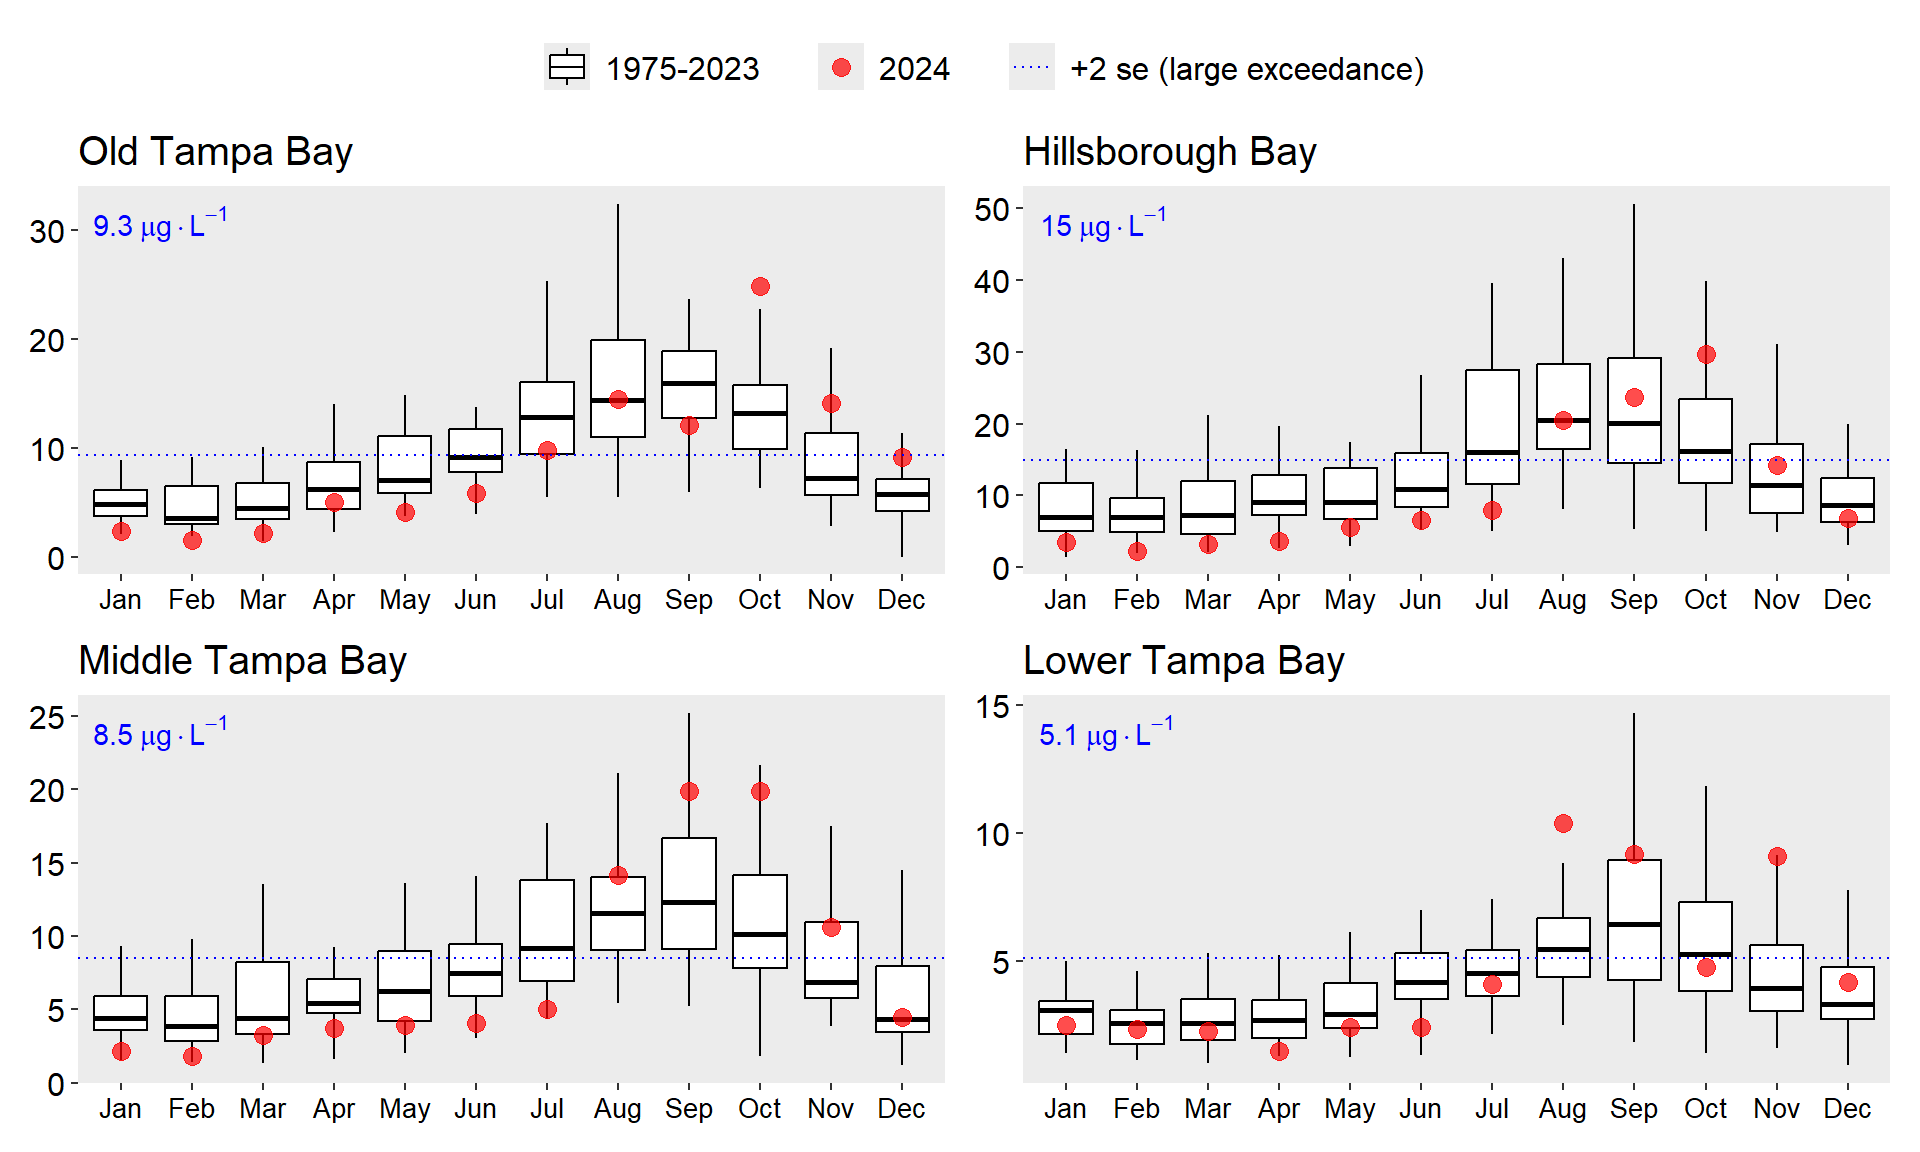 1975-2023 2024 +2 se (large exceedance)
Old Tampa Bay
9.3 μg·L⁻¹
30
20
10
0
Jan Feb Mar Apr May Jun Jul Aug Sep Oct Nov Dec
Hillsborough Bay
15 μg·L⁻¹
50
40
30
20
10
0
Jan Feb Mar Apr May Jun Jul Aug Sep Oct Nov Dec
Middle Tampa Bay
8.5 μg·L⁻¹
25
20
15
10
5
0
Jan Feb Mar Apr May Jun Jul Aug Sep Oct Nov Dec
Lower Tampa Bay
5.1 μg·L⁻¹
15
10
5
Jan Feb Mar Apr May Jun Jul Aug Sep Oct Nov Dec